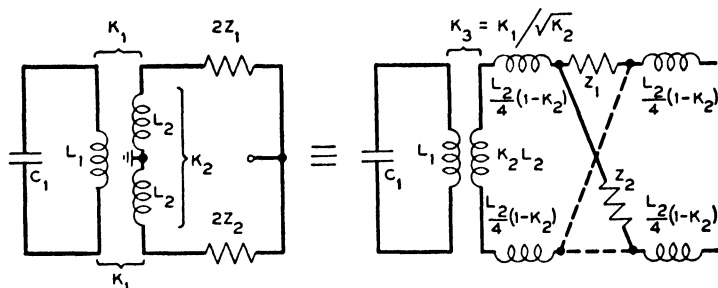 K₁
2Z₁
L₂
L₁
K₂
C₁
L₂
2Z₂
K₁
≡
K₃ = K₁/√K₂
L₂/4 (1-K₂)
Z₁
L₂/4 (1-K₂)
L₁
K₂L₂
C₁
Z₂
L₂/4 (1-K₂)
L₂/4 (1-K₂)